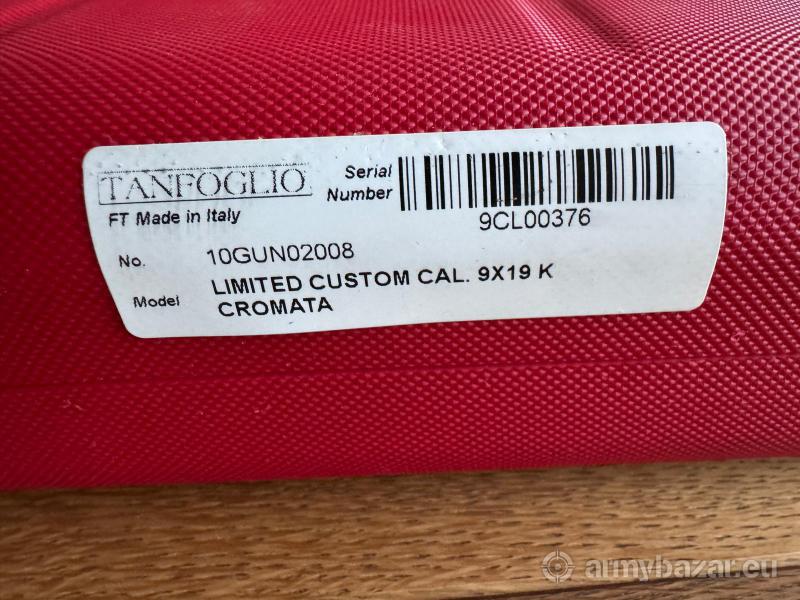 TANFOGLIO
FT Made in Italy
Serial
Number
9CL00376
No. 10GUN02008
Model LIMITED CUSTOM CAL. 9X19 K
CROMATA
armybazar.eu